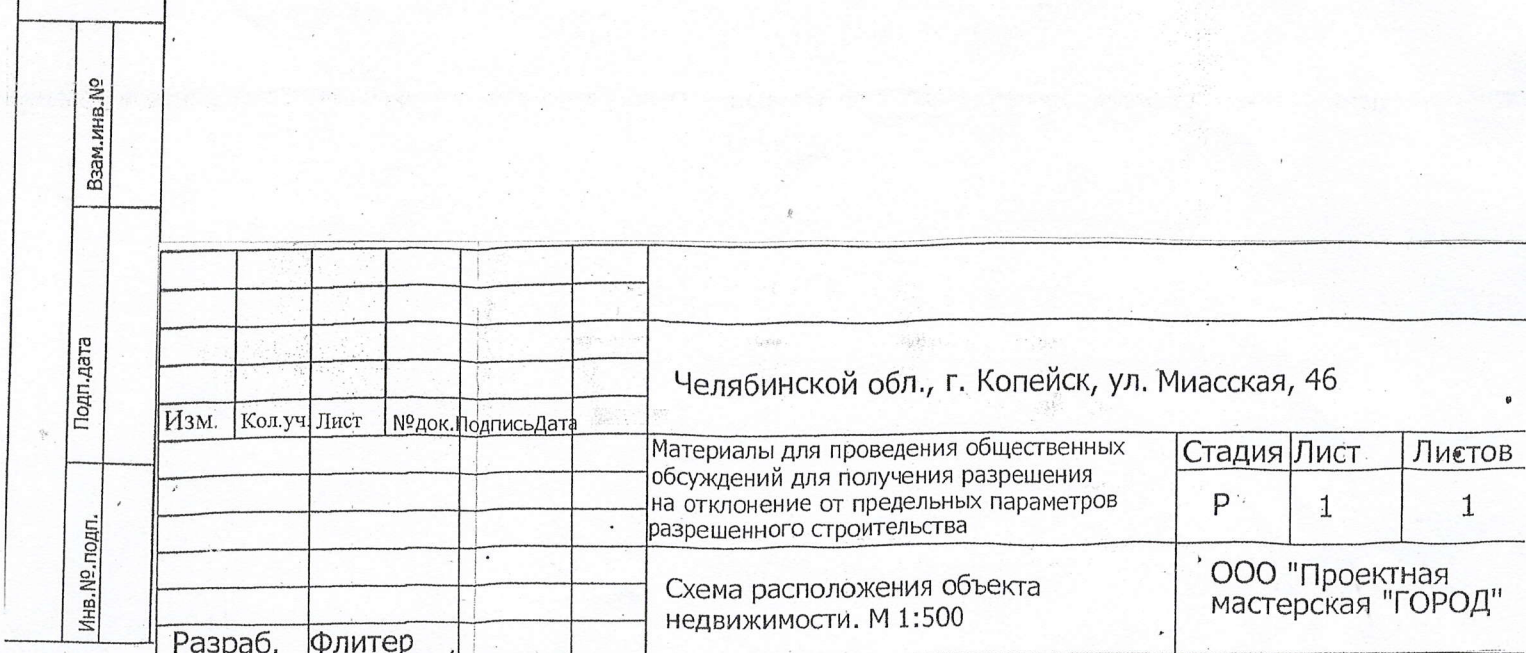 Взам.инв.№
Подп.дата
Инв.№.подп.
Челябинской обл., г. Копейск, ул. Миасская, 46
Изм. Кол.уч. Лист №док. Подпись Дата
Материалы для проведения общественных
обсуждений для получения разрешения
на отклонение от предельных параметров
разрешенного строительства
Стадия Лист Листов
Р 1 1
Схема расположения объекта
недвижимости. М 1:500
ООО "Проектная
мастерская "ГОРОД"
Разраб. Флитер